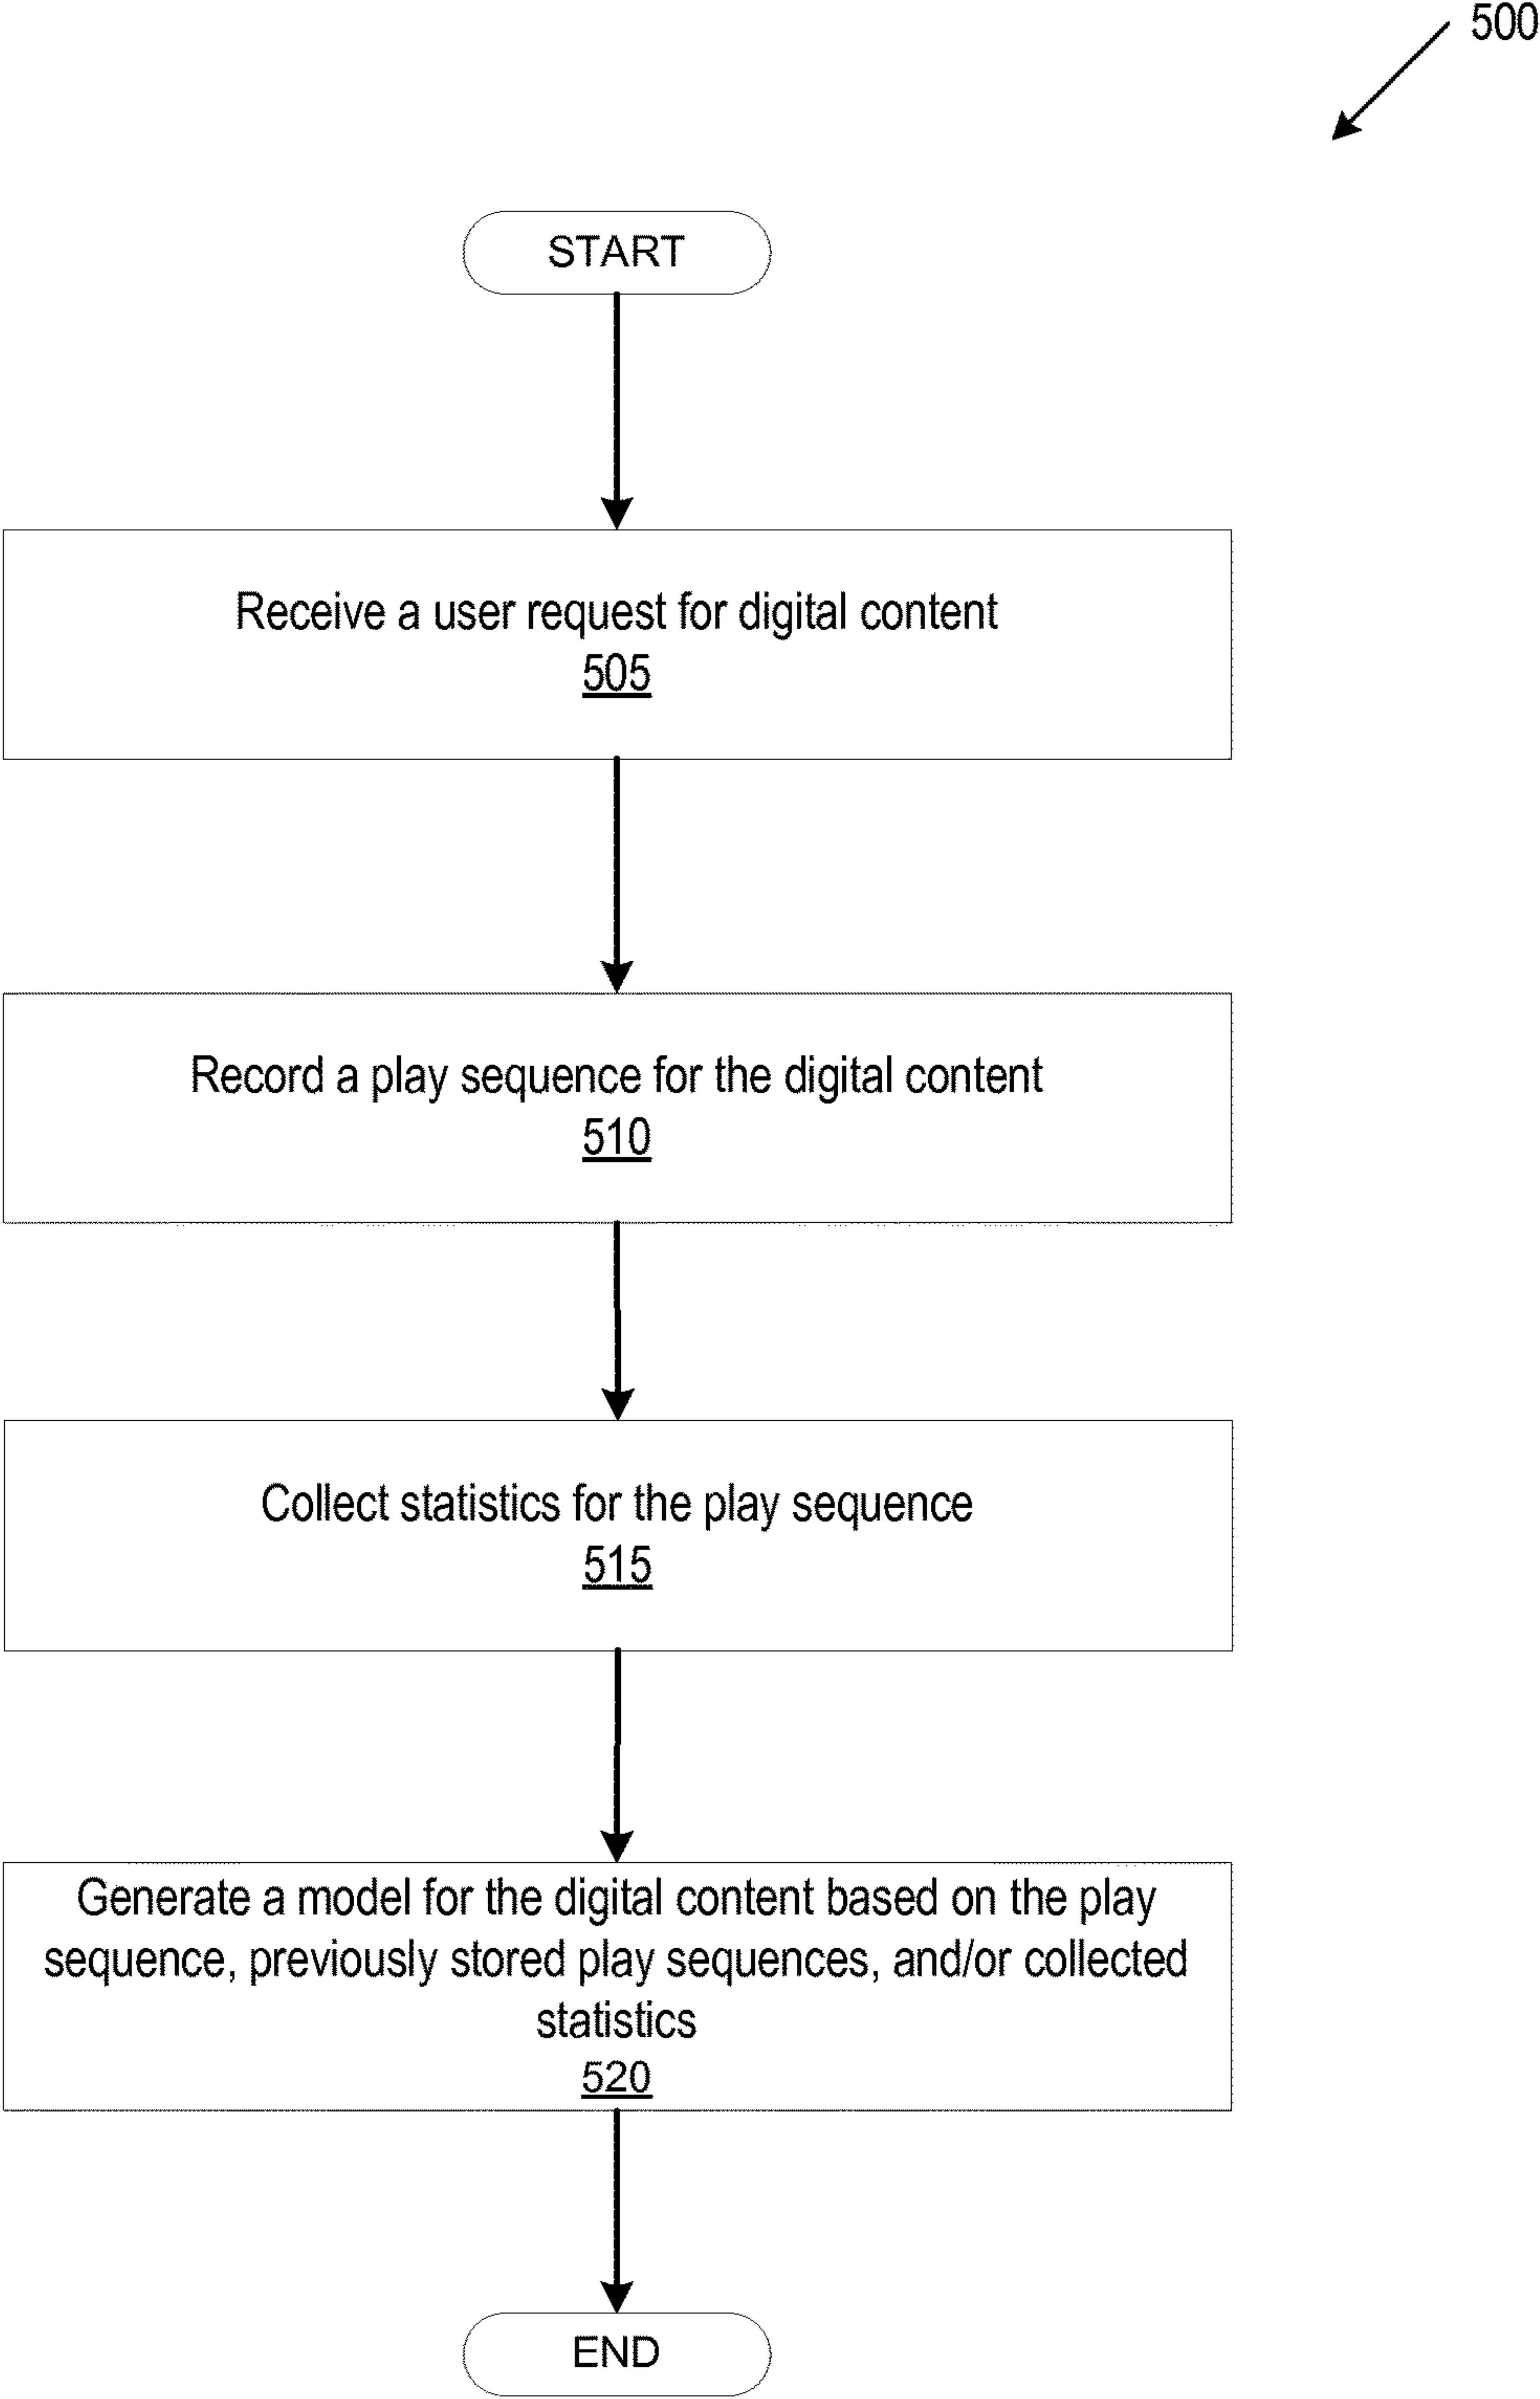 500
START
Receive a user request for digital content
505
Record a play sequence for the digital content
510
Collect statistics for the play sequence
515
Generate a model for the digital content based on the play
sequence, previously stored play sequences, and/or collected
statistics
520
END